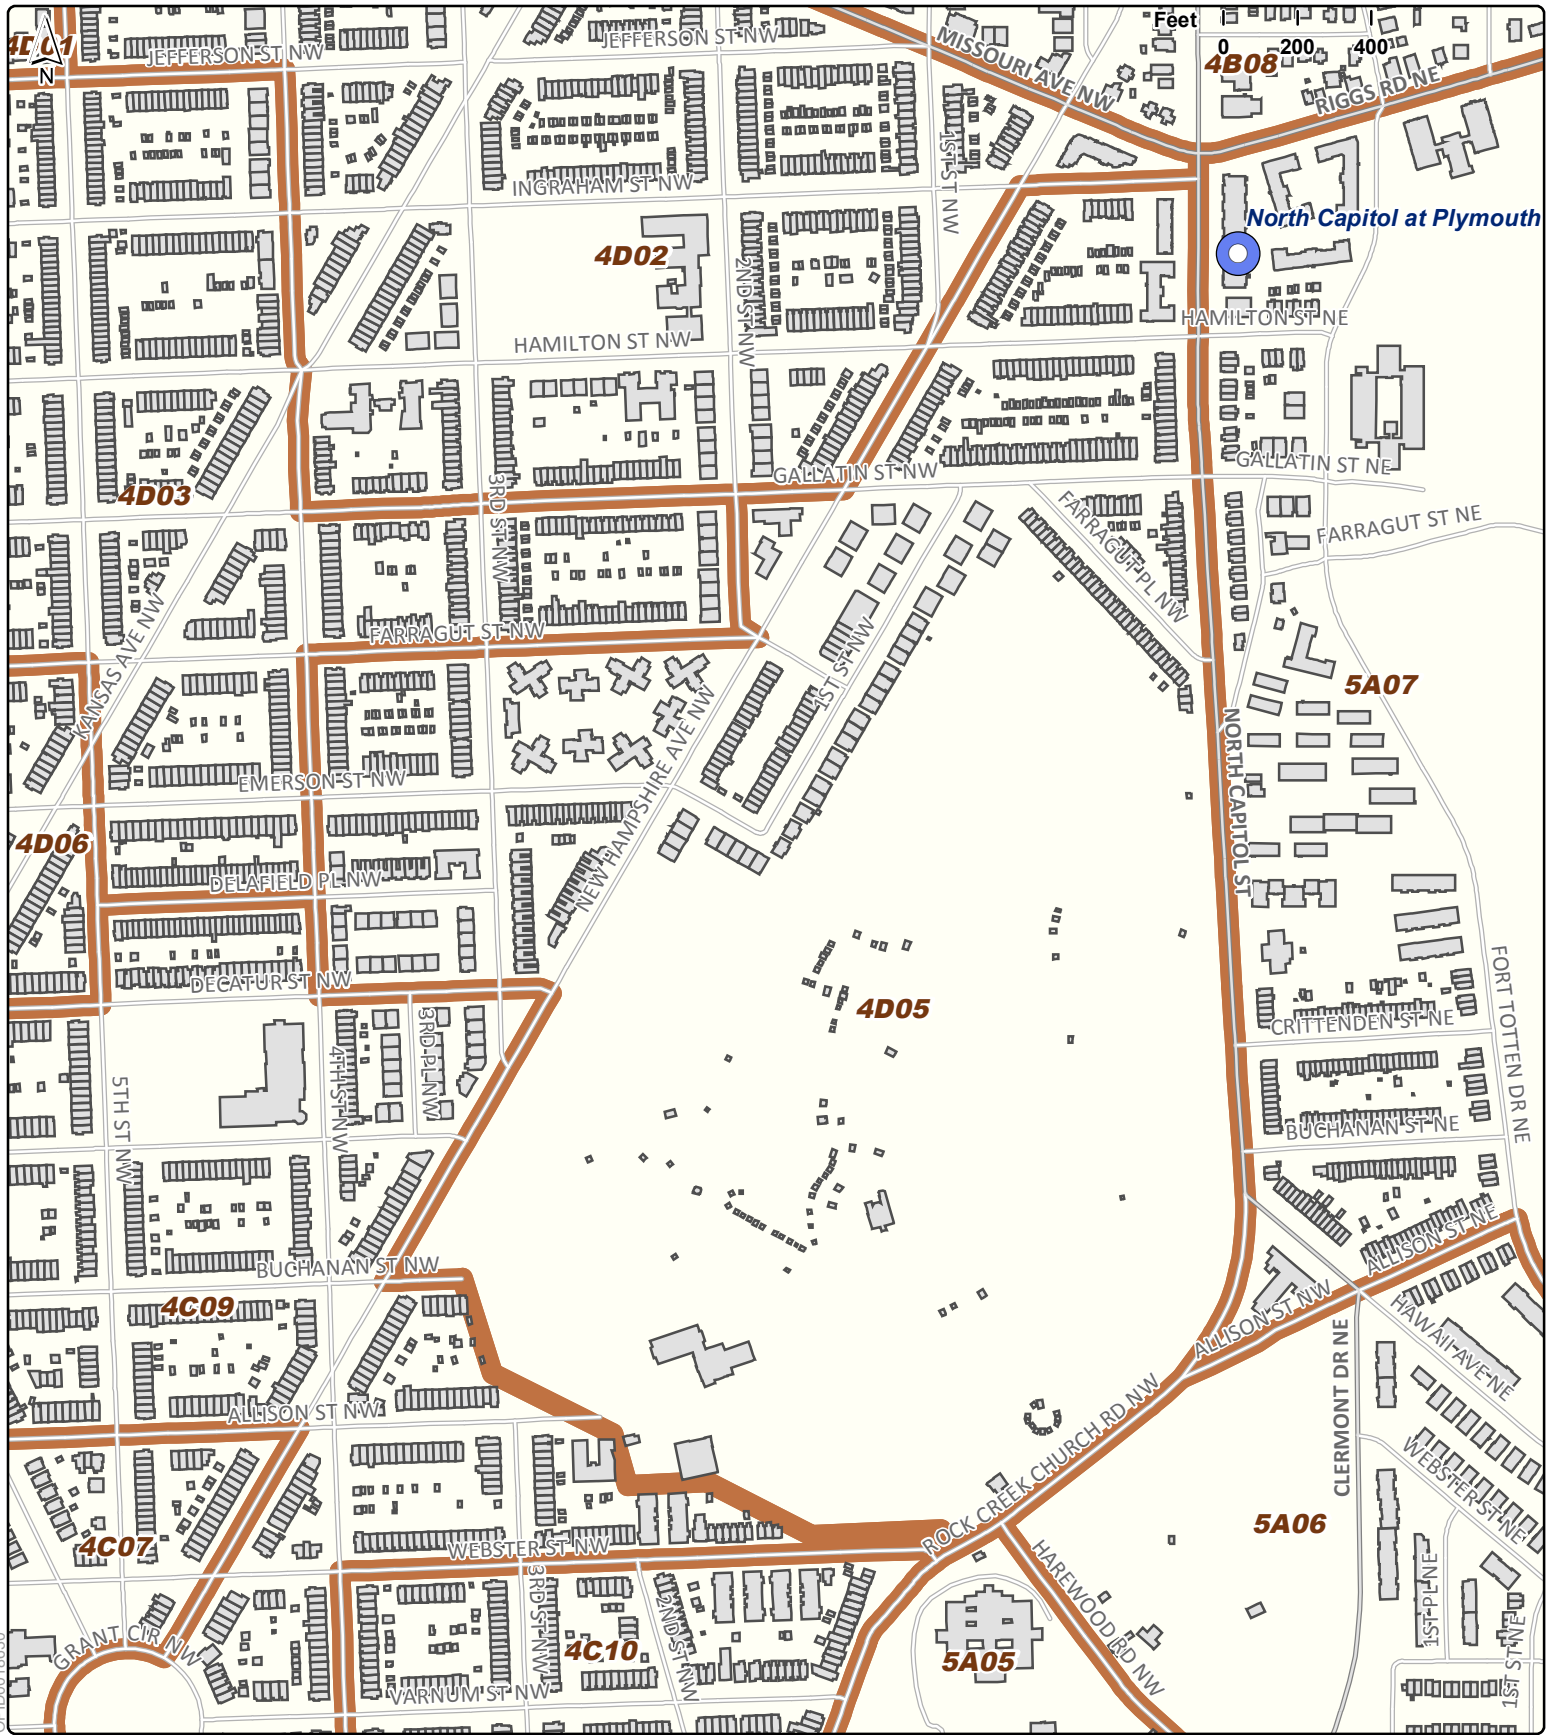 Feet
0 200 400
4D01
N
JEFFERSON ST NW
JEFFERSON ST NW
MISSOURI AVE NW
4B08
RIGGS RD NE
1ST ST NW
INGRAHAM ST NW
North Capitol at Plymouth
4D02
2ND ST NW
HAMILTON ST NW
HAMILTON ST NE
GALLATIN ST NW
GALLATIN ST NE
4D03
3RD ST NW
FARRAGUT PL NW
FARRAGUT ST NE
KANSAS AVE NW
FARRAGUT ST NW
1ST ST NW
5A07
NEW HAMPSHIRE AVE NW
NORTH CAPITOL ST
EMERSON ST NW
4D06
DELAFIELD PL NW
DECATUR ST NW
4D05
FORT TOTTEN DR NE
CRITTENDEN ST NE
3RD PL NW
4TH ST NW
5TH ST NW
BUCHANAN ST NE
ALLISON ST NE
BUCHANAN ST NW
4C09
ALLISON ST NW
HAWAII AVE NE
CLERMONT DR NE
ALLISON ST NW
ROCK CREEK CHURCH RD NW
WEBSTER ST NE
4C07
WEBSTER ST NW
5A06
HAREWOOD RD NW
3RD ST NW
2ND ST NW
1ST PL NE
1ST ST NE
GRANT CIR NW
4C10
5A05
VARNUM ST NW